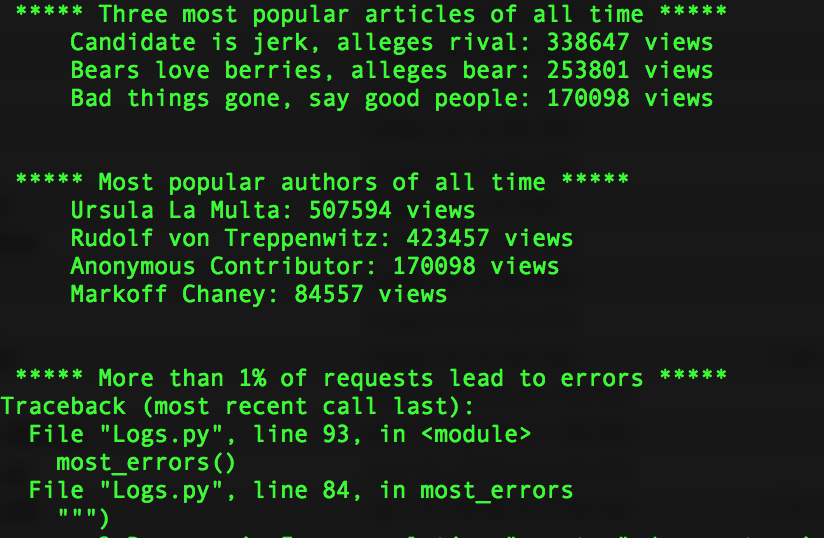 ***** Three most popular articles of all time *****
Candidate is jerk, alleges rival: 338647 views
Bears love berries, alleges bear: 253801 views
Bad things gone, say good people: 170098 views
***** Most popular authors of all time *****
Ursula La Multa: 507594 views
Rudolf von Treppenwitz: 423457 views
Anonymous Contributor: 170098 views
Markoff Chaney: 84557 views
***** More than 1% of requests lead to errors *****
Traceback (most recent call last):
File "Logs.py", line 93, in <module>
most_errors()
File "Logs.py", line 84, in most_errors
""")